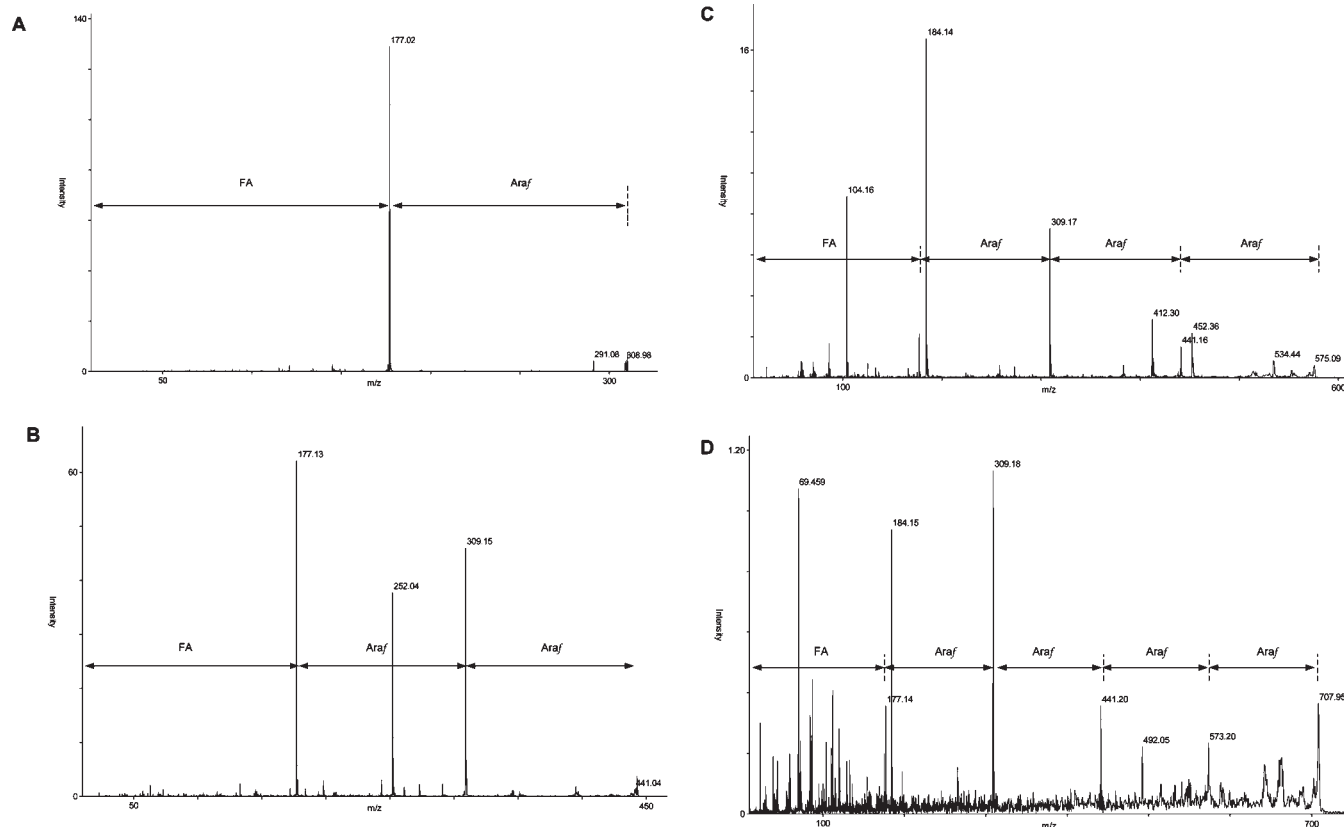 A
140
177.02
FA
Araf
Intensity
291.08
308.98
0
50
300
m/z
B
60
177.13
309.15
252.04
FA
Araf
Araf
Intensity
441.04
0
50
450
m/z
C
16
184.14
104.16
309.17
FA
Araf
Araf
Araf
Intensity
412.30
441.16
452.36
534.44
575.09
0
100
600
m/z
D
1.20
309.18
69.459
184.15
FA
Araf
Araf
Araf
Araf
Intensity
177.14
441.20
707.95
492.05
573.20
0
100
700
m/z